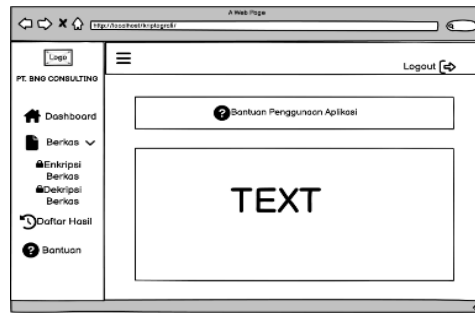 A Web Page
http://localhost/kriptografi/
Logo
PT. BNG CONSULTING
Logout
Dashboard
Berkas
Enkripsi
Berkas
Dekripsi
Berkas
Daftar Hasil
Bantuan
Bantuan Penggunaan Aplikasi
TEXT